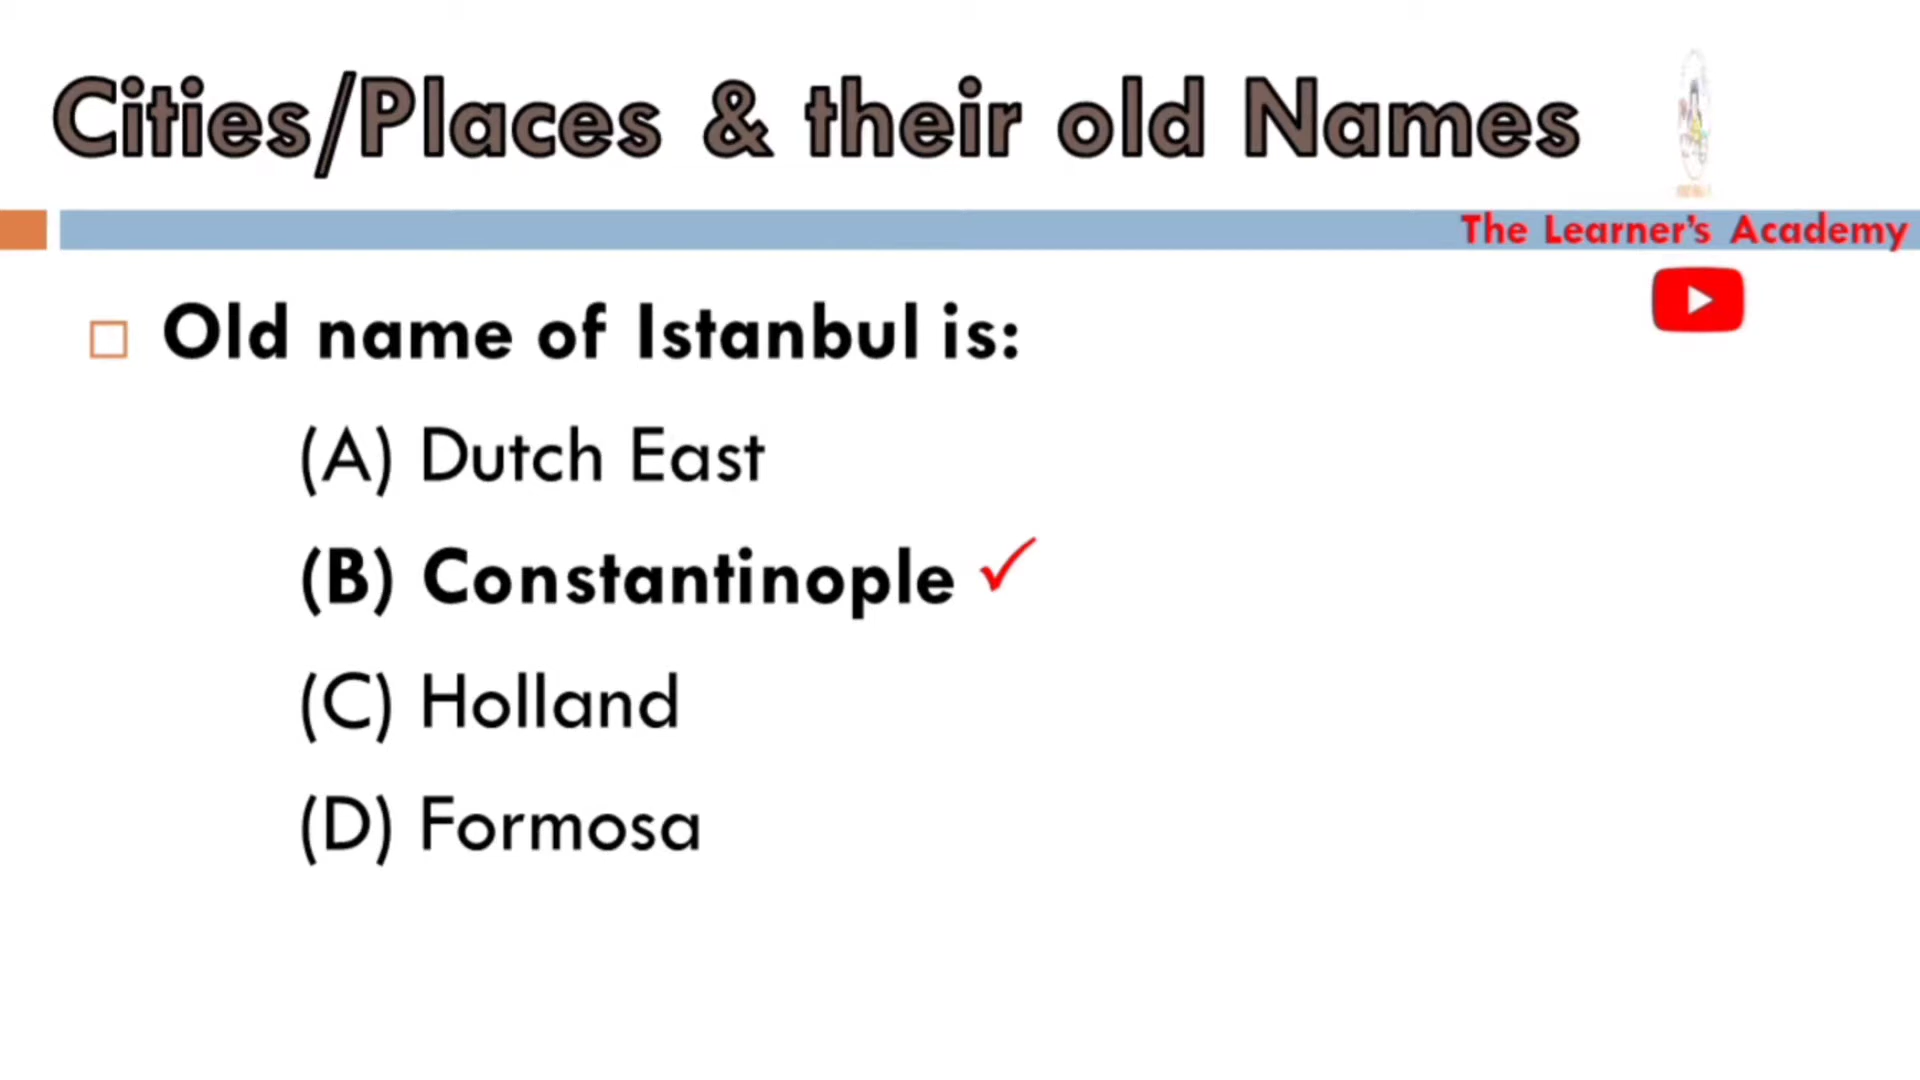 Cities/Places & their old Names
The Learner's Academy
Old name of Istanbul is:
(A) Dutch East
(B) Constantinople
(C) Holland
(D) Formosa